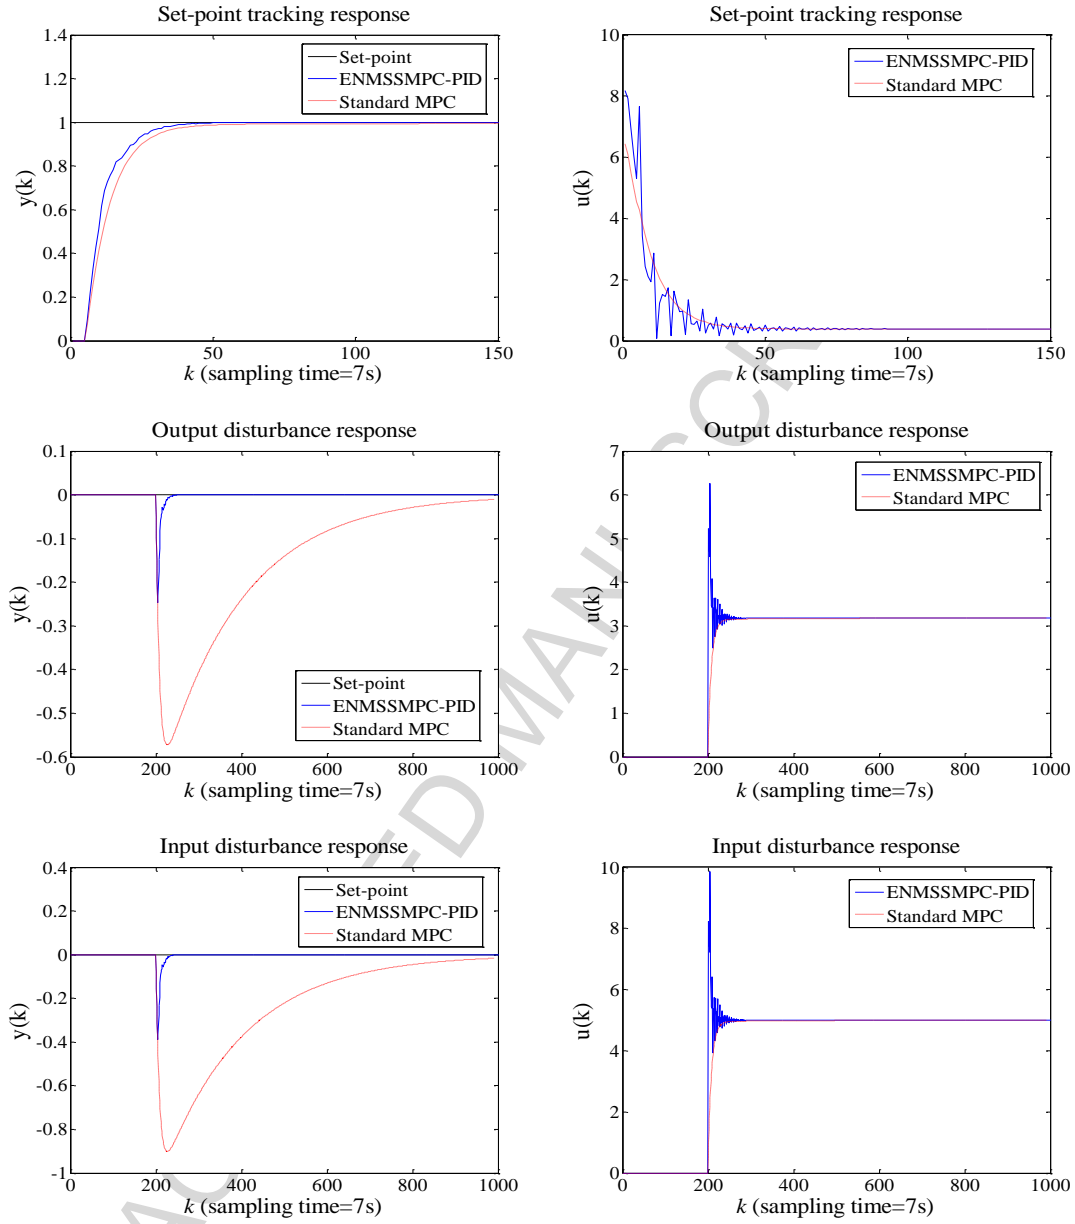 Set-point tracking response
1.4
1.2
1
0.8
0.6
0.4
0.2
0
y(k)
Set-point
ENMSSMPC-PID
Standard MPC
0 50 100 150
k (sampling time=7s)
Set-point tracking response
10
8
6
4
2
0
u(k)
ENMSSMPC-PID
Standard MPC
0 50 100 150
k (sampling time=7s)
Output disturbance response
0.1
0
-0.1
-0.2
-0.3
-0.4
-0.5
-0.6
y(k)
Set-point
ENMSSMPC-PID
Standard MPC
0 200 400 600 800 1000
k (sampling time=7s)
Output disturbance response
7
6
5
4
3
2
1
0
u(k)
ENMSSMPC-PID
Standard MPC
0 200 400 600 800 1000
k (sampling time=7s)
Input disturbance response
0.4
0.2
0
-0.2
-0.4
-0.6
-0.8
-1
y(k)
Set-point
ENMSSMPC-PID
Standard MPC
0 200 400 600 800 1000
k (sampling time=7s)
Input disturbance response
10
8
6
4
2
0
u(k)
ENMSSMPC-PID
Standard MPC
0 200 400 600 800 1000
k (sampling time=7s)